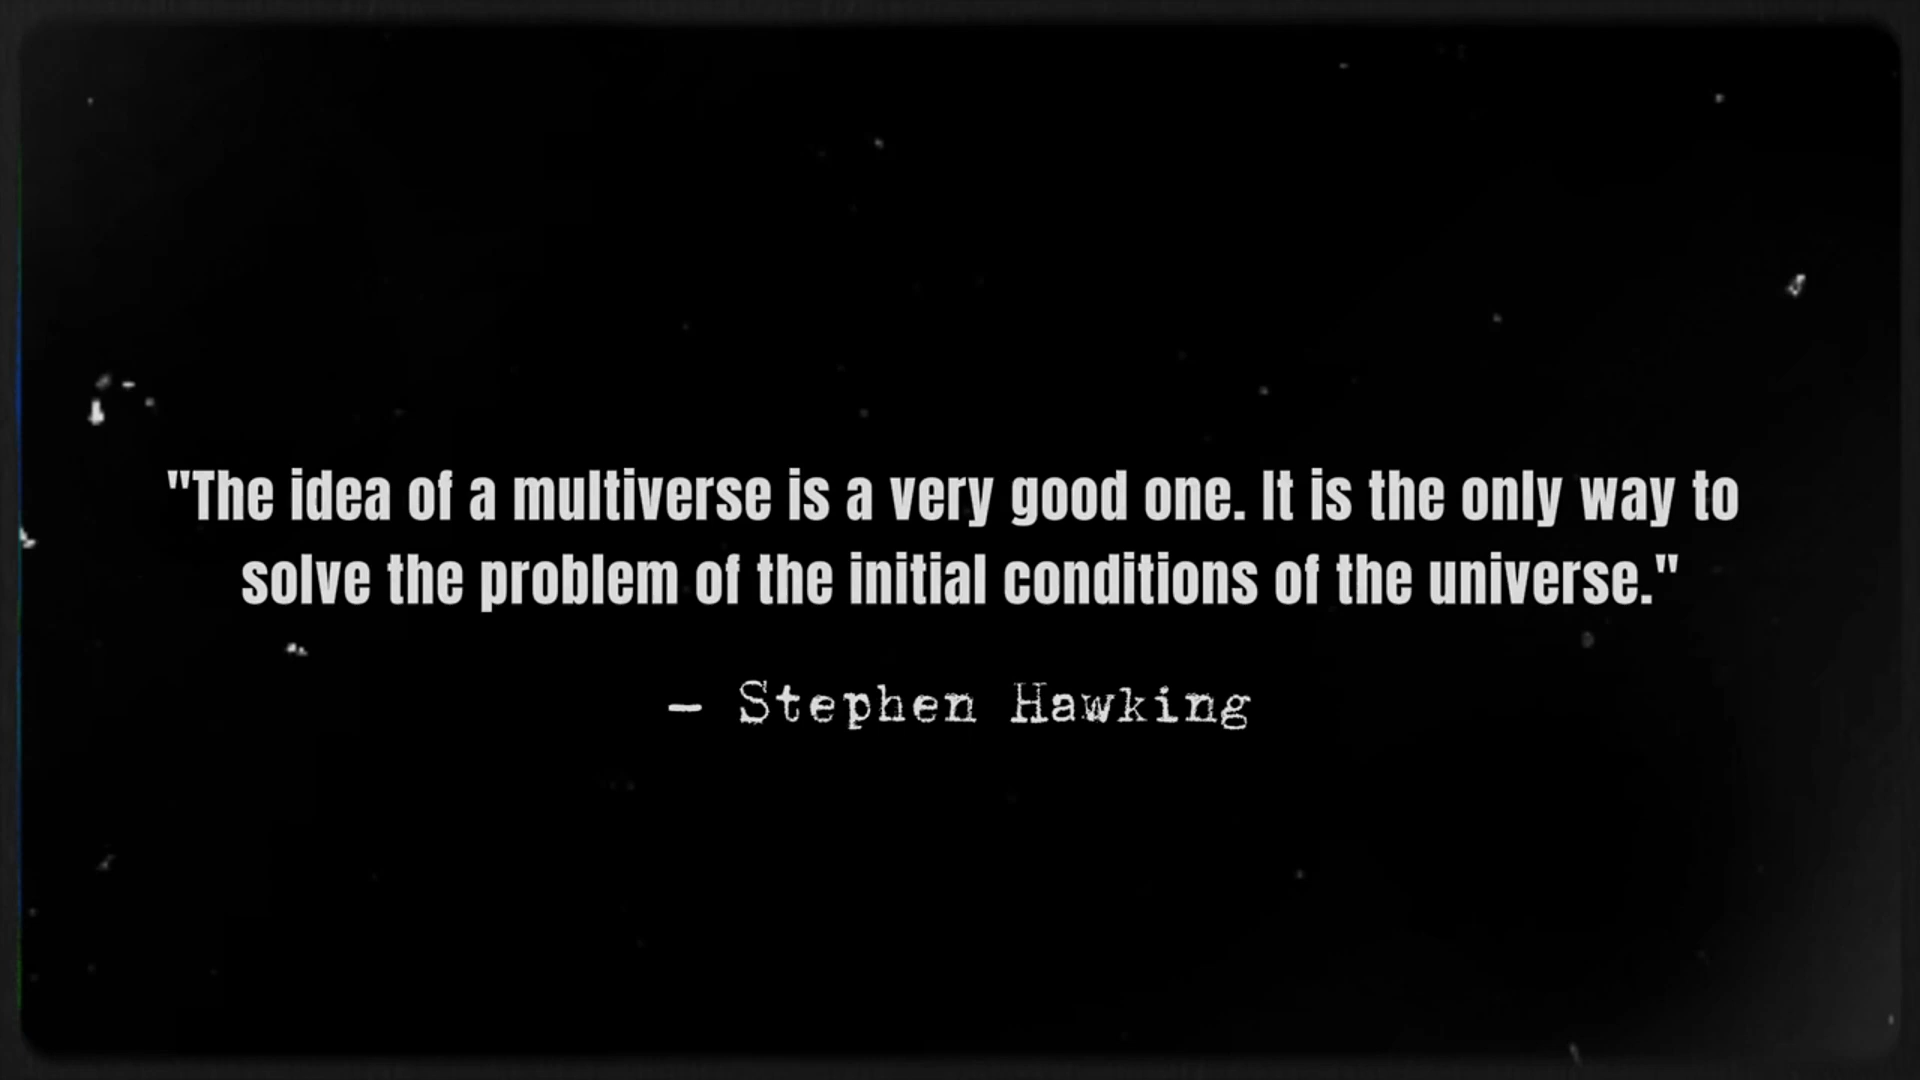 "The idea of a multiverse is a very good one. It is the only way to
solve the problem of the initial conditions of the universe."
– Stephen Hawking